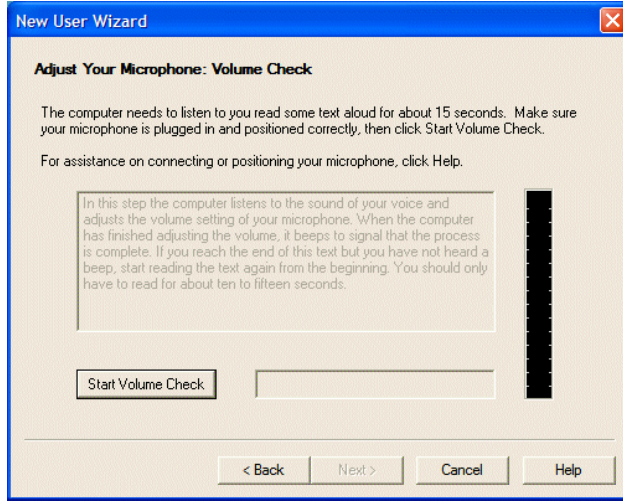 New User Wizard
Adjust Your Microphone: Volume Check
The computer needs to listen to you read some text aloud for about 15 seconds. Make sure
your microphone is plugged in and positioned correctly, then click Start Volume Check.
For assistance on connecting or positioning your microphone, click Help.
In this step the computer listens to the sound of your voice and
adjusts the volume setting of your microphone. When the computer
has finished adjusting the volume, it beeps to signal that the process
is complete. If you reach the end of this text but you have not heard a
beep, start reading the text again from the beginning. You should only
have to read for about ten to fifteen seconds.
Start Volume Check
< Back Next > Cancel Help